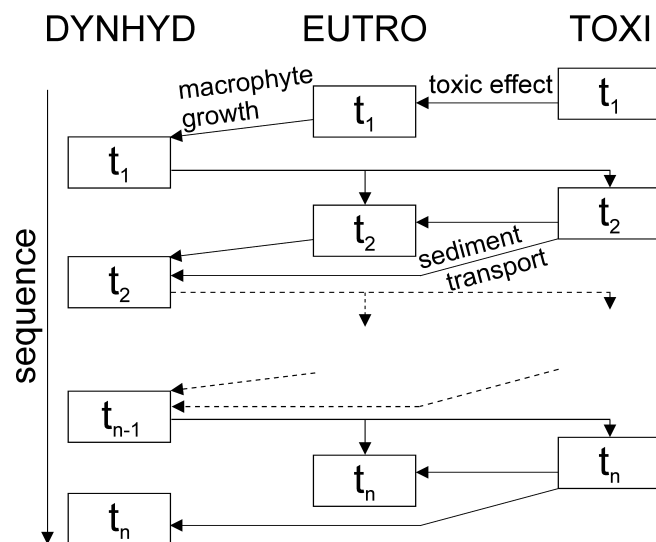 DYNHYD EUTRO TOXI
macrophyte
growth
toxic effect
t1
t1
t1
t2
t2
sediment
transport
t2
sequence
tn-1
tn
tn
tn